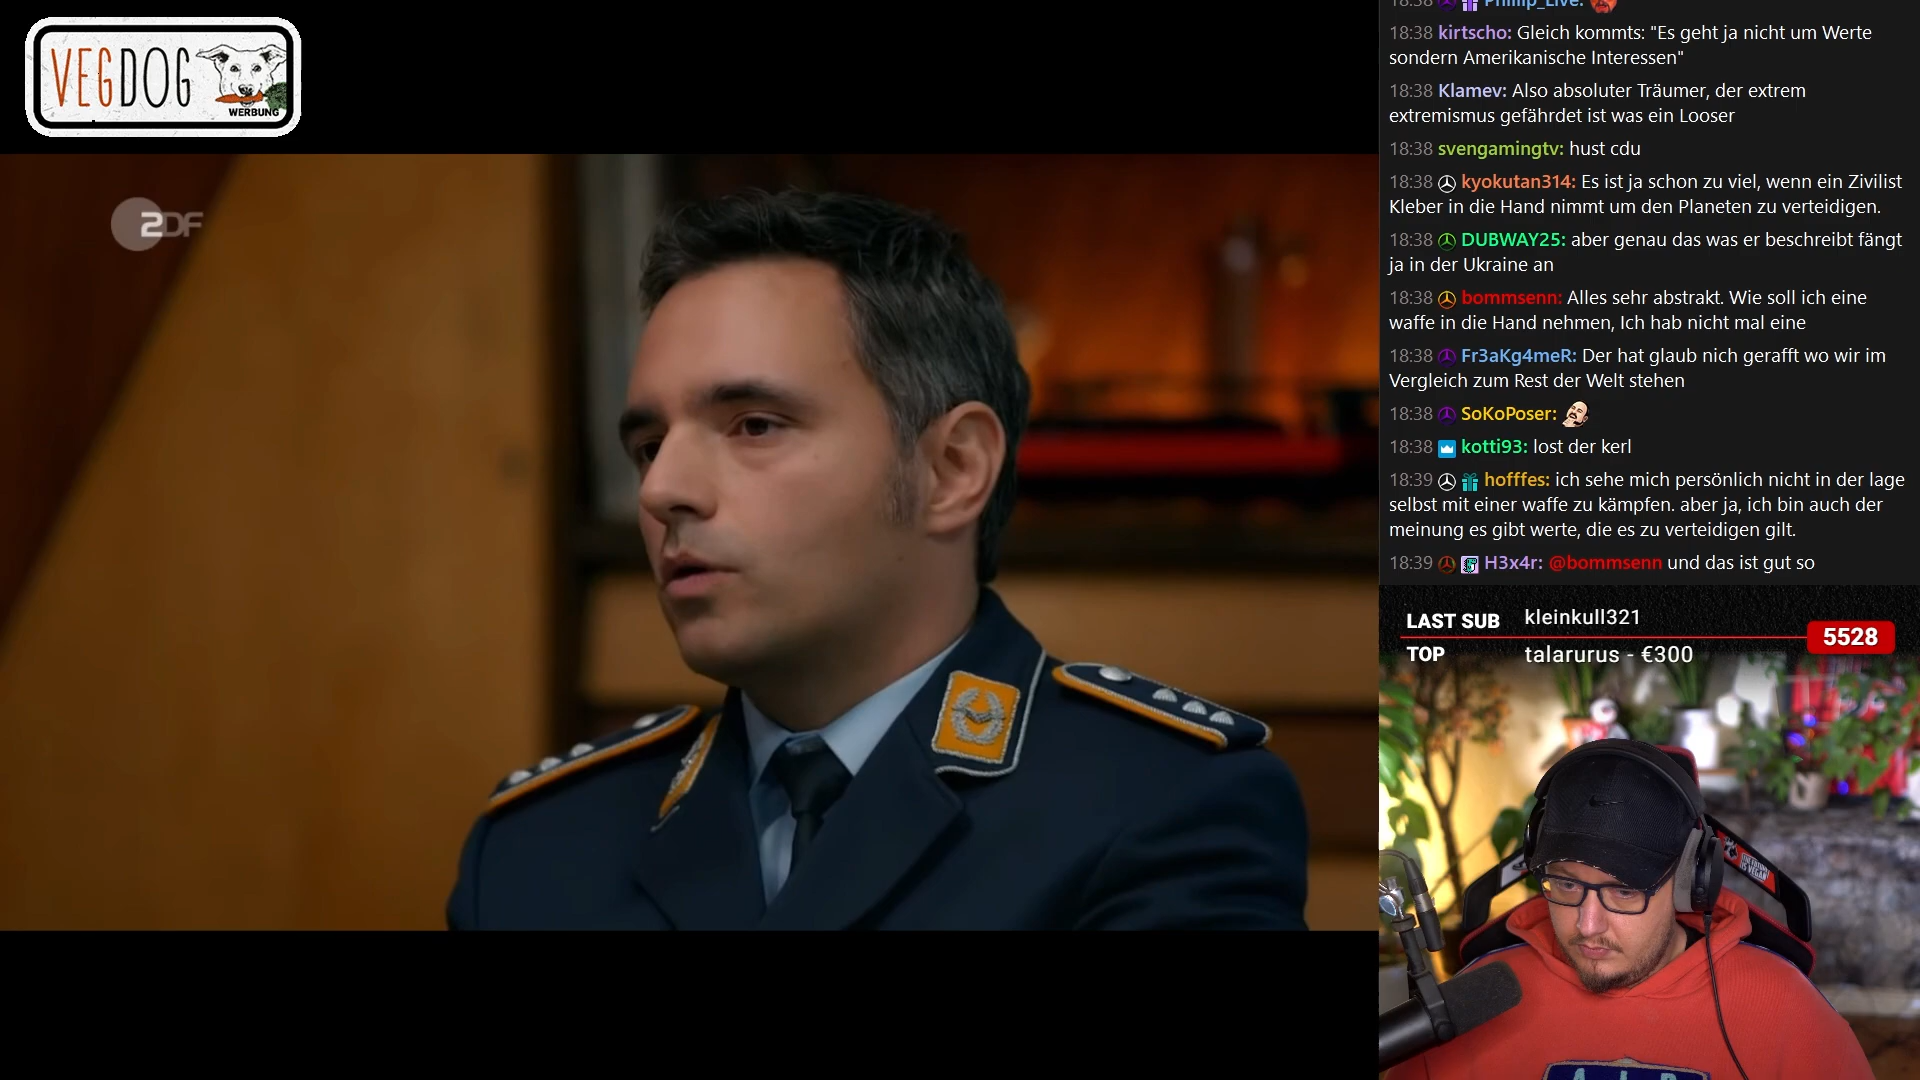 VEGDOG
WERBUNG
ZDF
18:38 Phillip_Live:
18:38 kirtscho: Gleich kommts: "Es geht ja nicht um Werte
sondern Amerikanische Interessen"
18:38 Klamev: Also absoluter Träumer, der extrem
extremismus gefährdet ist was ein Looser
18:38 svengamingtv: hust cdu
18:38 kyokutan314: Es ist ja schon zu viel, wenn ein Zivilist
Kleber in die Hand nimmt um den Planeten zu verteidigen.
18:38 DUBWAY25: aber genau das was er beschreibt fängt
ja in der Ukraine an
18:38 bommsenn: Alles sehr abstrakt. Wie soll ich eine
waffe in die Hand nehmen, Ich hab nicht mal eine
18:38 Fr3aKg4meR: Der hat glaub nich gerafft wo wir im
Vergleich zum Rest der Welt stehen
18:38 SoKoPoser:
18:38 kotti93: lost der kerl
18:39 hofffes: ich sehe mich persönlich nicht in der lage
selbst mit einer waffe zu kämpfen. aber ja, ich bin auch der
meinung es gibt werte, die es zu verteidigen gilt.
18:39 H3x4r: @bommsenn und das ist gut so
LAST SUB kleinkull321
5528
TOP talarurus - €300